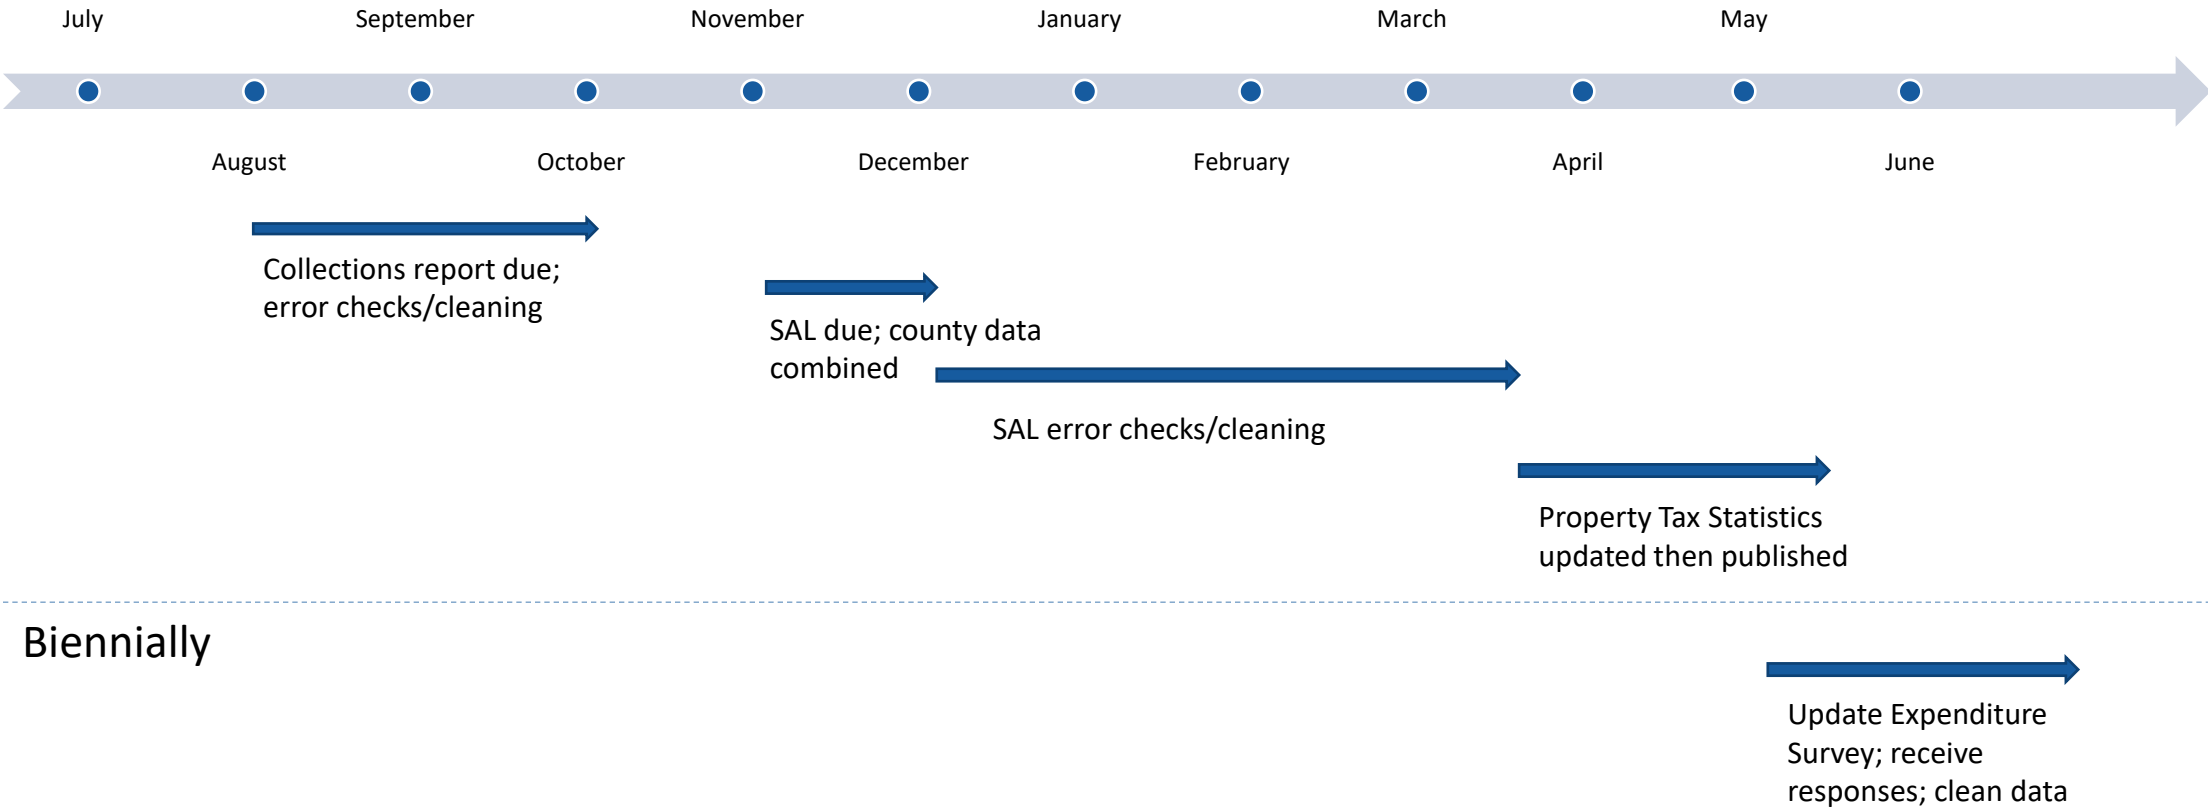 July
September
November
January
March
May
August
October
December
February
April
June
Collections report due;
error checks/cleaning
SAL due; county data
combined
SAL error checks/cleaning
Property Tax Statistics
updated then published
Biennially
Update Expenditure
Survey; receive
responses; clean data